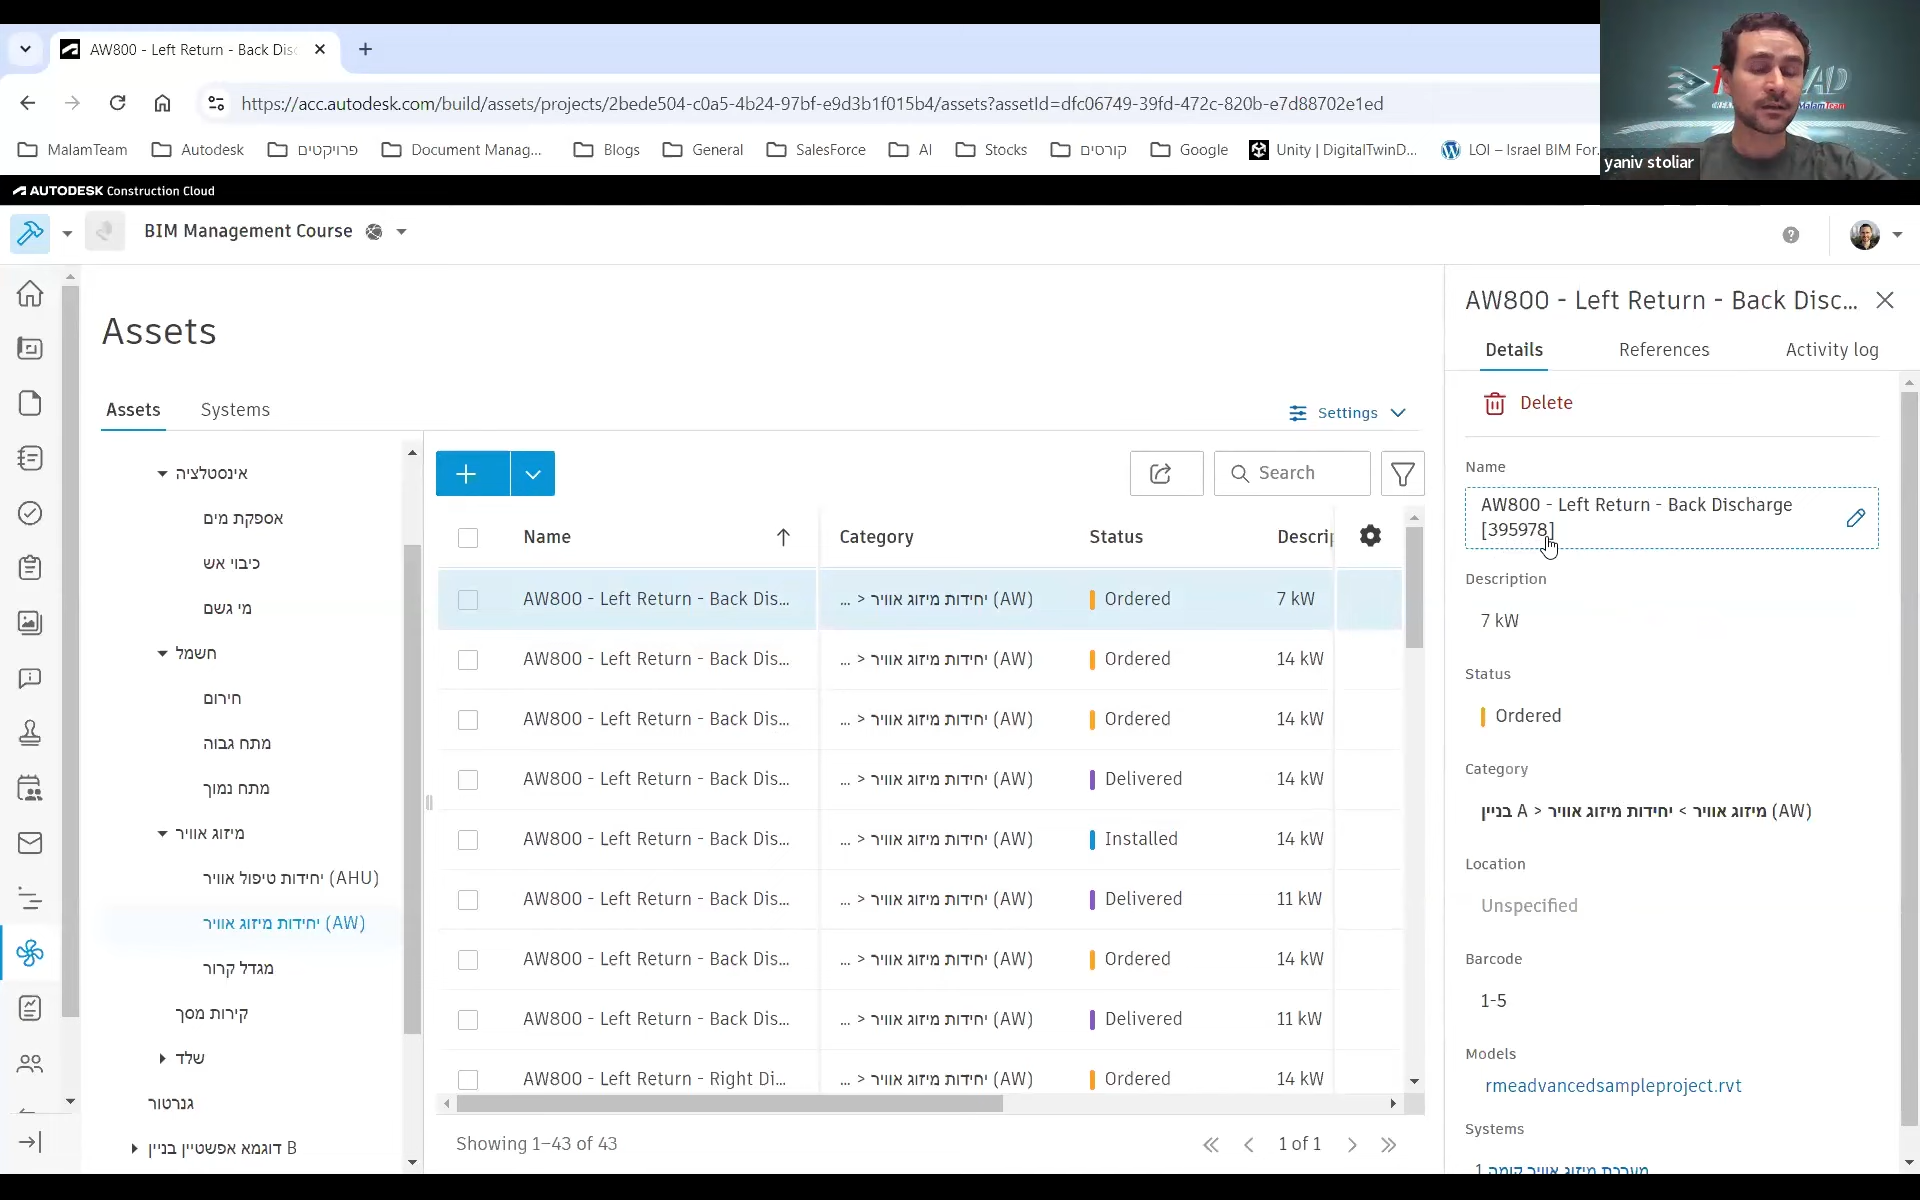 AW800 - Left Return - Back Disc
https://acc.autodesk.com/build/assets/projects/2bede504-c0a5-4b24-97bf-e9d3b1f015b4/assets?assetId=dfc06749-39fd-472c-820b-e7d88702e1ed
MalamTeam
Autodesk
פרויקטים
Document Manag...
Blogs
General
SalesForce
AI
Stocks
קורסים
Google
Unity | DigitalTwinD...
LOI – Israel BIM For...
yaniv stoliar
AUTODESK Construction Cloud
BIM Management Course
Assets
Assets
Systems
Settings
אינסטלציה
אספקת מים
כיבוי אש
מי גשם
חשמל
חירום
מתח גבוה
מתח נמוך
מיזוג אוויר
יחידות טיפול אוויר (AHU)
יחידות מיזוג אוויר (AW)
מגדל קרור
קירות מסך
שלד
גנרטור
דוגמא אפשטיין בניין B
Search
Name
Category
Status
Descrip
AW800 - Left Return - Back Dis... ... > יחידות מיזוג אוויר (AW) Ordered 7 kW
AW800 - Left Return - Back Dis... ... > יחידות מיזוג אוויר (AW) Ordered 14 kW
AW800 - Left Return - Back Dis... ... > יחידות מיזוג אוויר (AW) Ordered 14 kW
AW800 - Left Return - Back Dis... ... > יחידות מיזוג אוויר (AW) Delivered 14 kW
AW800 - Left Return - Back Dis... ... > יחידות מיזוג אוויר (AW) Installed 14 kW
AW800 - Left Return - Back Dis... ... > יחידות מיזוג אוויר (AW) Delivered 11 kW
AW800 - Left Return - Back Dis... ... > יחידות מיזוג אוויר (AW) Ordered 14 kW
AW800 - Left Return - Back Dis... ... > יחידות מיזוג אוויר (AW) Delivered 11 kW
AW800 - Left Return - Right Di... ... > יחידות מיזוג אוויר (AW) Ordered 14 kW
Showing 1–43 of 43
1 of 1
AW800 - Left Return - Back Disc...
Details
References
Activity log
Delete
Name
AW800 - Left Return - Back Discharge
[395978]
Description
7 kW
Status
Ordered
Category
בניין A > מיזוג אוויר > יחידות מיזוג אוויר (AW)
Location
Unspecified
Barcode
1-5
Models
rmeadvancedsampleproject.rvt
Systems
מערכת מיזוג אוויר קומה 1